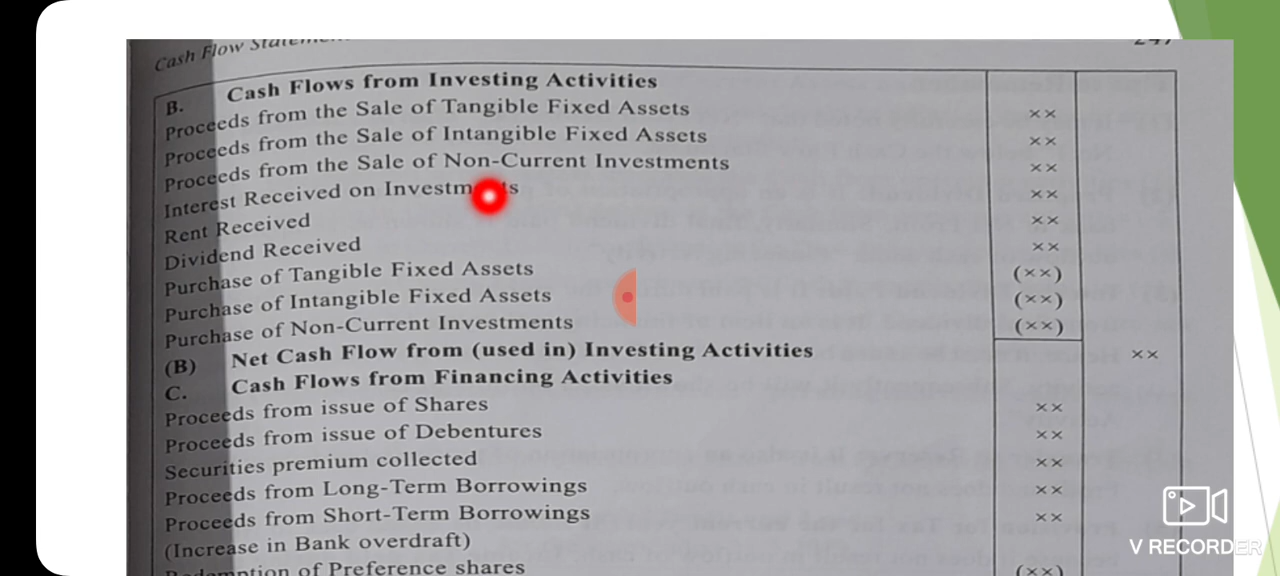 Cash Flow Statement
247
B. Cash Flows from Investing Activities
Proceeds from the Sale of Tangible Fixed Assets ××
Proceeds from the Sale of Intangible Fixed Assets ××
Proceeds from the Sale of Non-Current Investments ××
Interest Received on Investments ××
Rent Received ××
Dividend Received ××
Purchase of Tangible Fixed Assets (××)
Purchase of Intangible Fixed Assets (××)
Purchase of Non-Current Investments (××)
(B) Net Cash Flow from (used in) Investing Activities ××
C. Cash Flows from Financing Activities
Proceeds from issue of Shares ××
Proceeds from issue of Debentures ××
Securities premium collected ××
Proceeds from Long-Term Borrowings ××
Proceeds from Short-Term Borrowings ××
(Increase in Bank overdraft)
Redemption of Preference shares (××)
V RECORDER